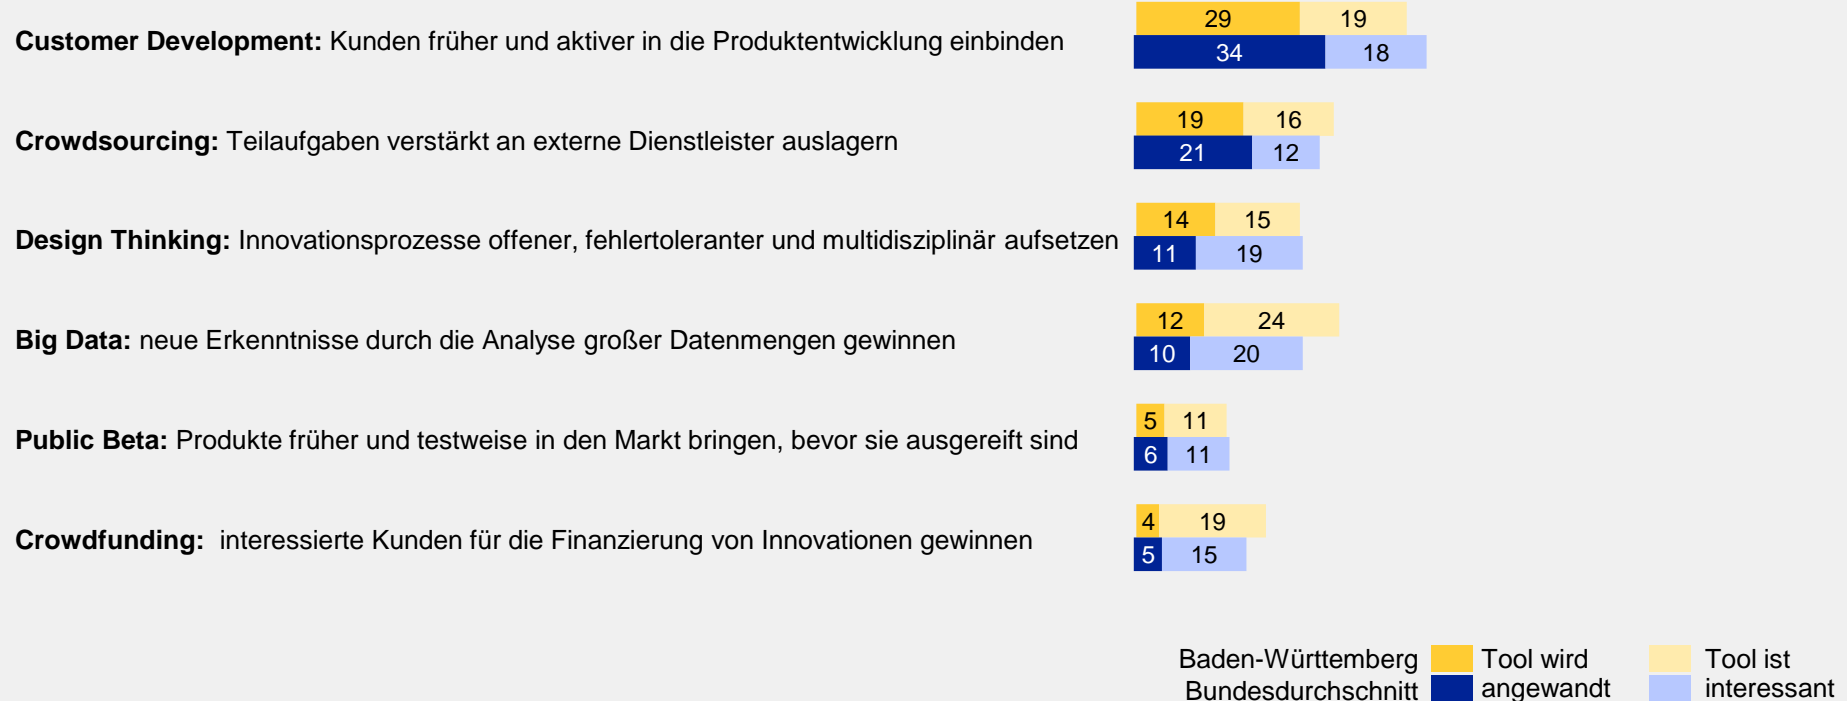 29 19
Customer Development: Kunden früher und aktiver in die Produktentwicklung einbinden
34 18
19 16
Crowdsourcing: Teilaufgaben verstärkt an externe Dienstleister auslagern
21 12
14 15
Design Thinking: Innovationsprozesse offener, fehlertoleranter und multidisziplinär aufsetzen
11 19
12 24
Big Data: neue Erkenntnisse durch die Analyse großer Datenmengen gewinnen
10 20
5 11
Public Beta: Produkte früher und testweise in den Markt bringen, bevor sie ausgereift sind
6 11
4 19
Crowdfunding: interessierte Kunden für die Finanzierung von Innovationen gewinnen
5 15
Baden-Württemberg Tool wird Tool ist
Bundesdurchschnitt angewandt interessant